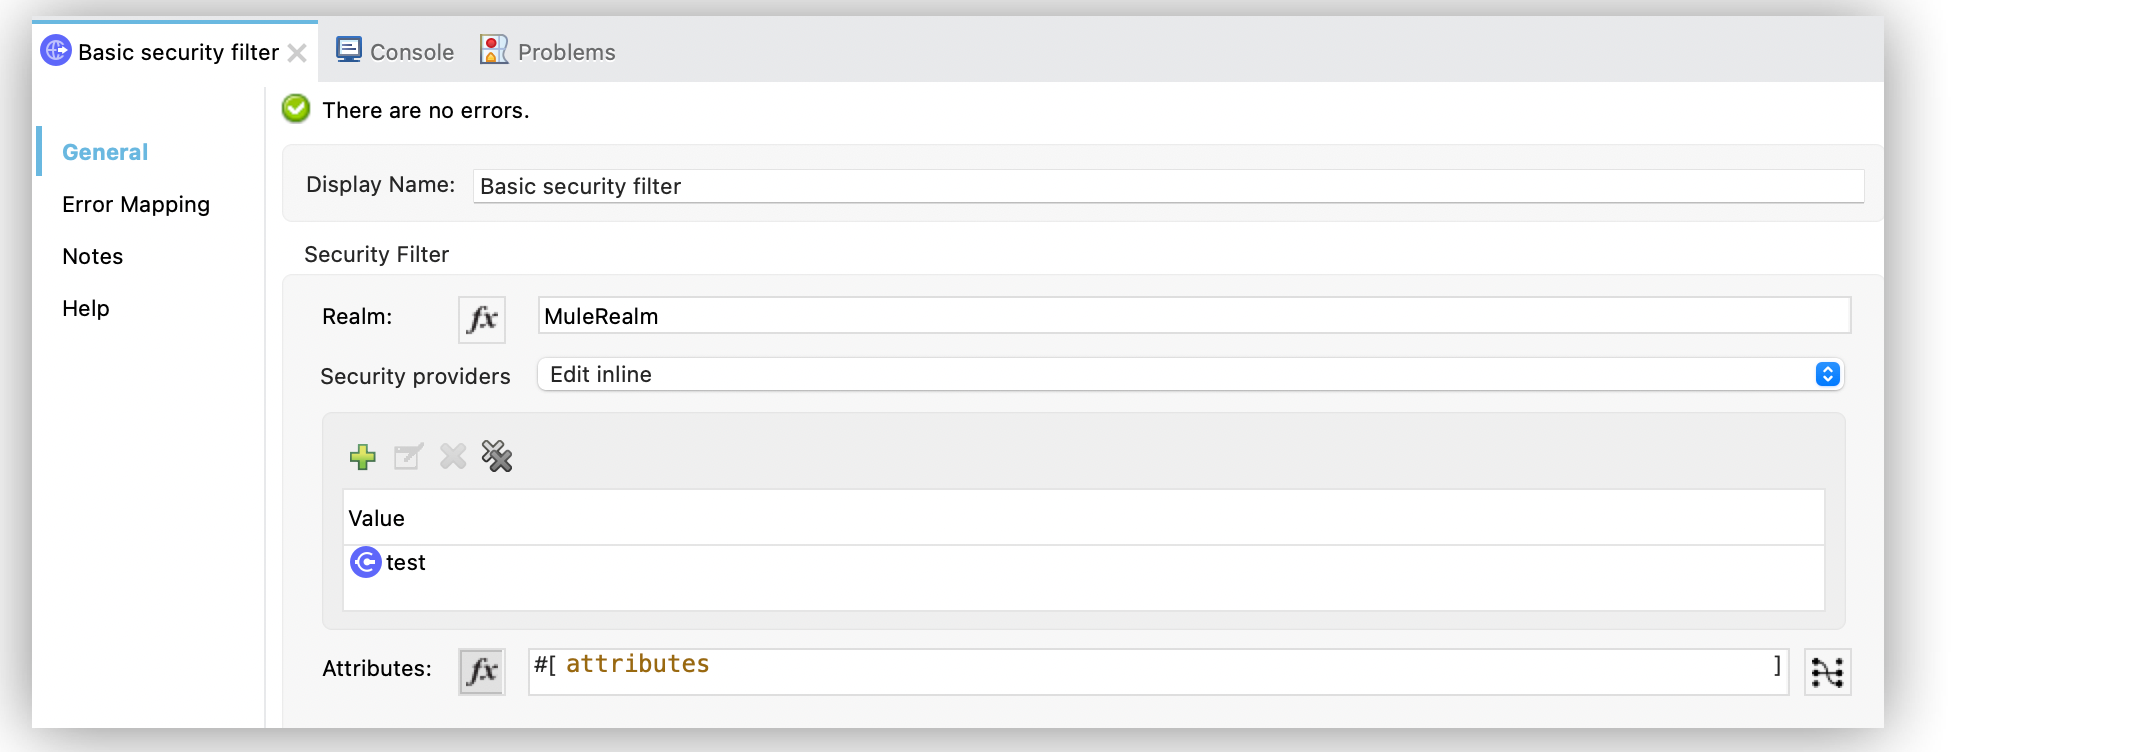 Basic security filter
Console
Problems
There are no errors.
General
Error Mapping
Notes
Help
Display Name: Basic security filter
Security Filter
Realm: fx MuleRealm
Security providers Edit inline
Value
test
Attributes: fx #[ attributes ]